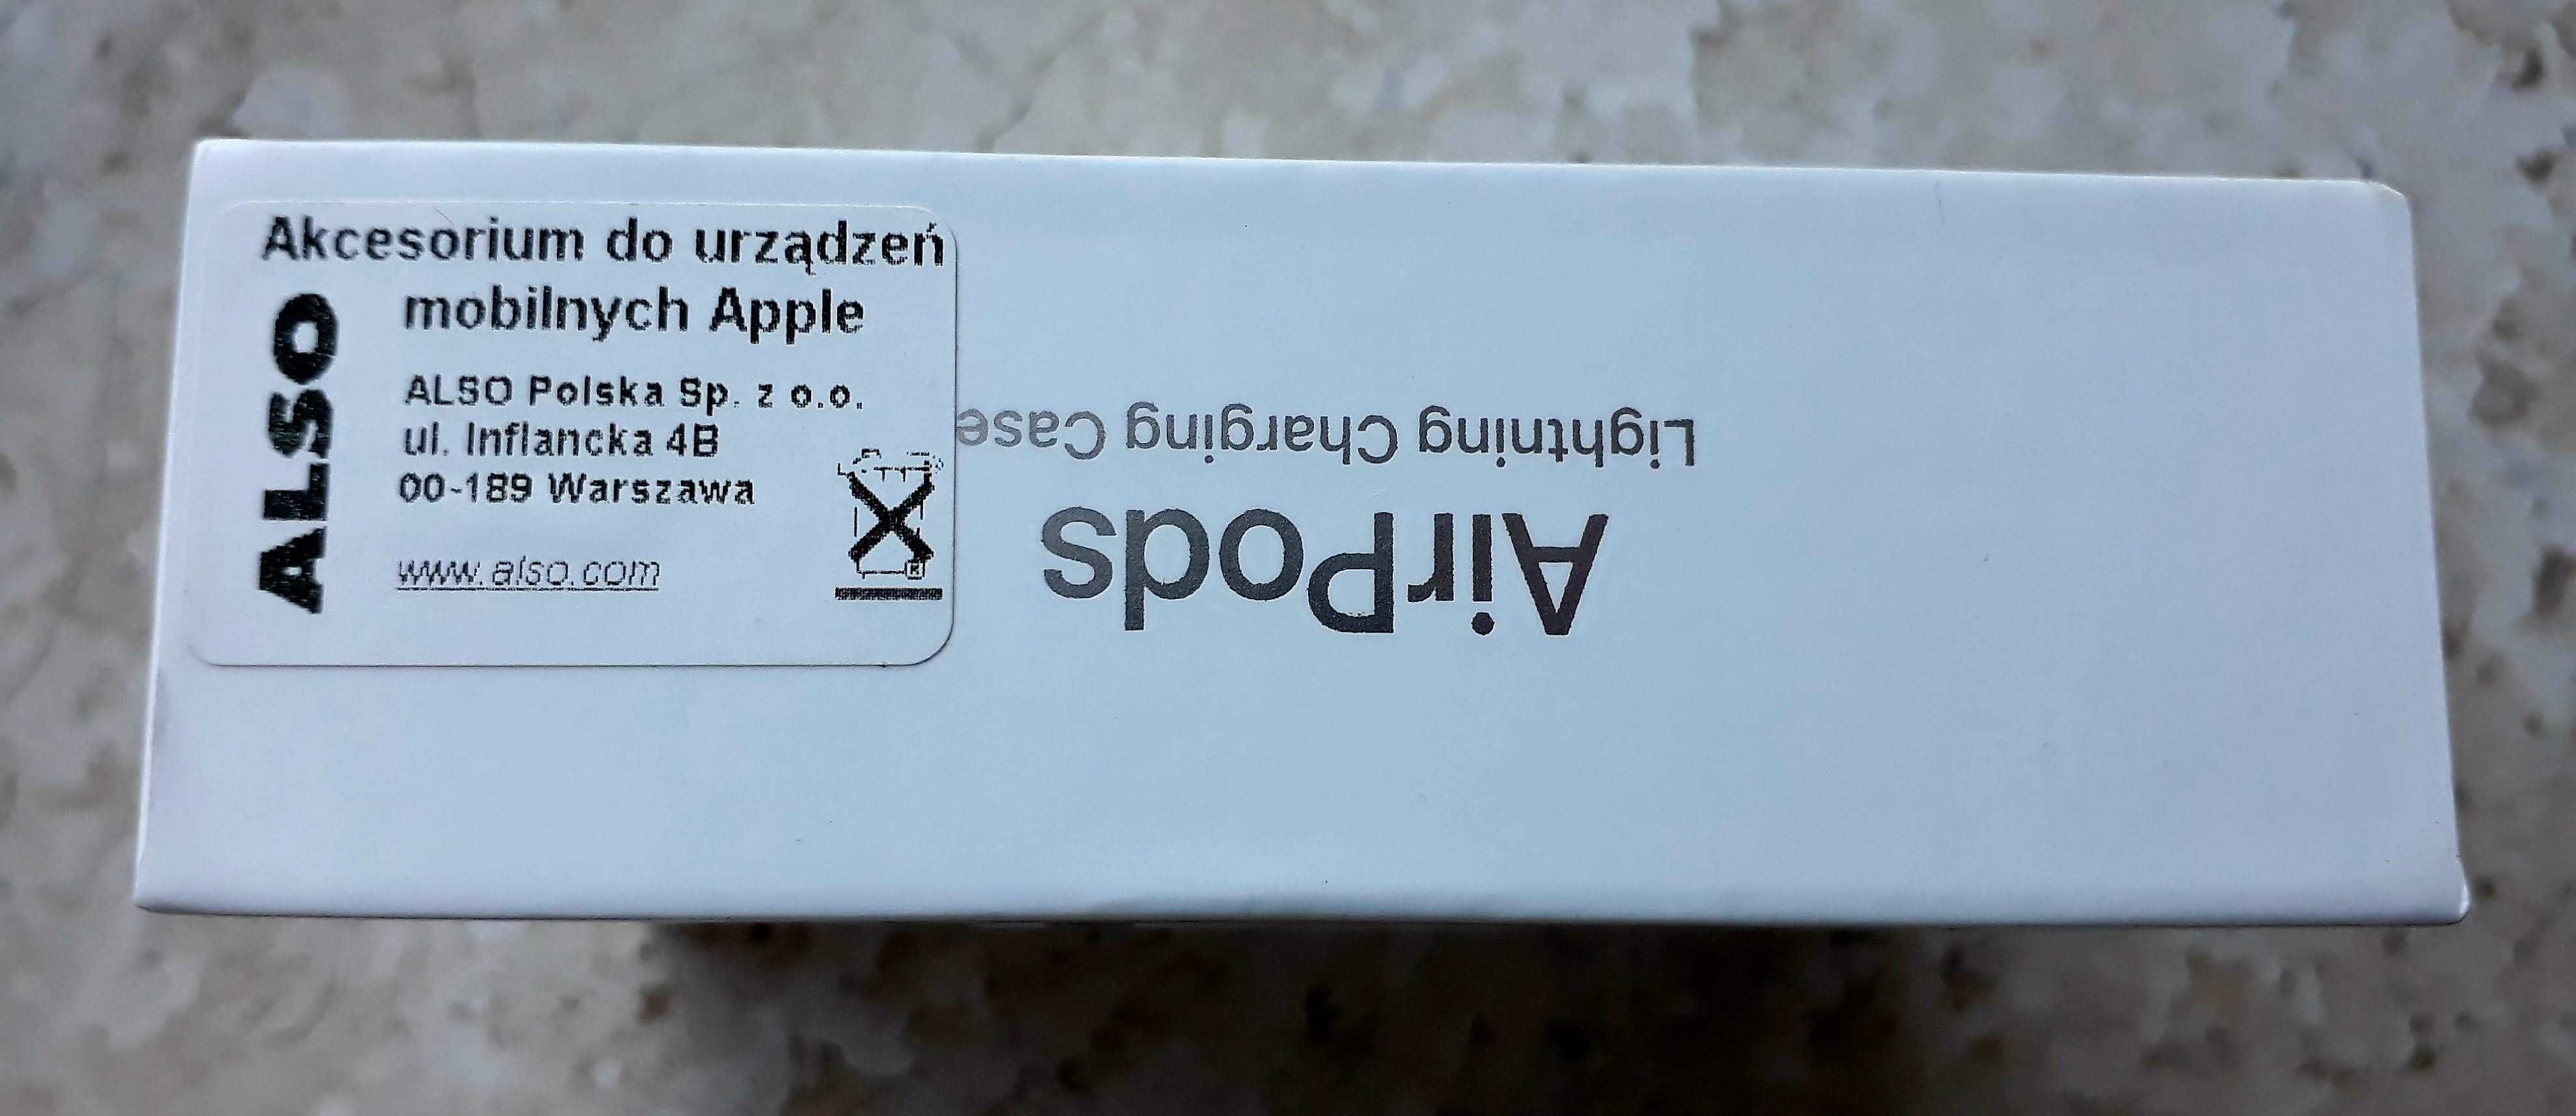 Akcesorium do urządzeń
mobilnych Apple
ALSO
ALSO Polska Sp. z o.o.
ul. Inflancka 4B
00-189 Warszawa
www.also.com
AirPods
Lightning Charging Case